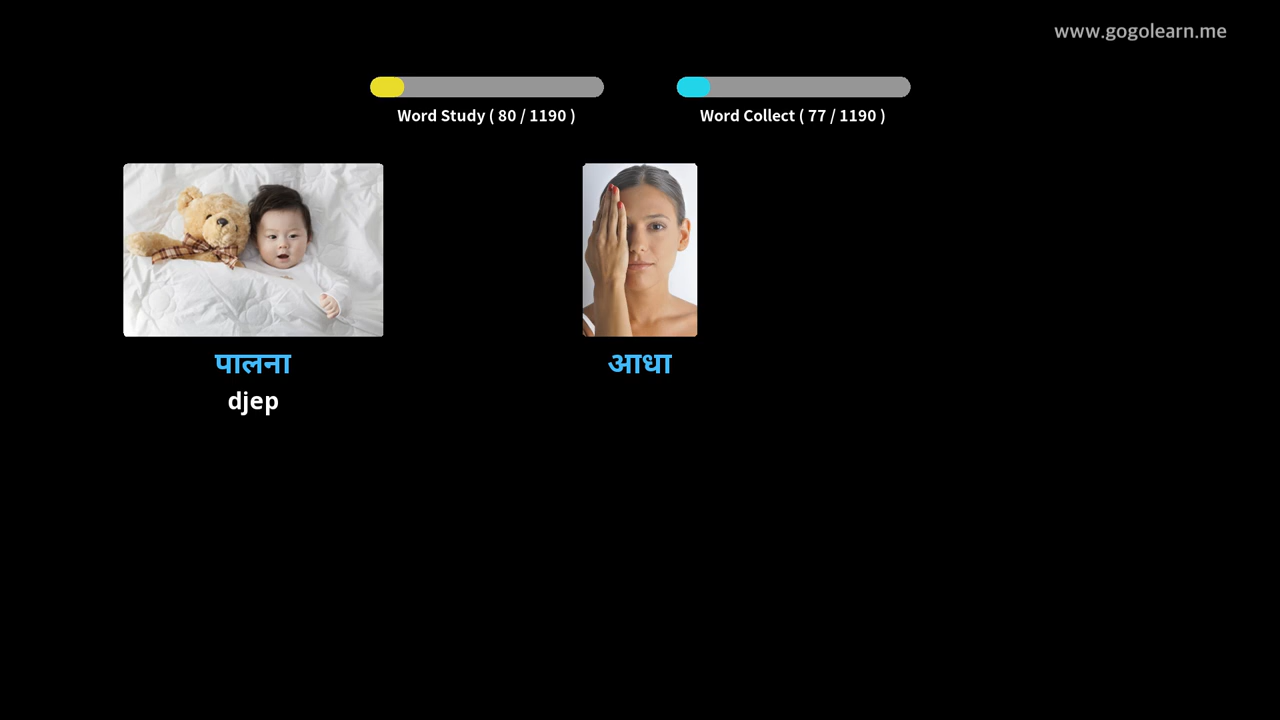 www.gogolearn.me
Word Study ( 80 / 1190 )
Word Collect ( 77 / 1190 )
पालना
djep
आधा